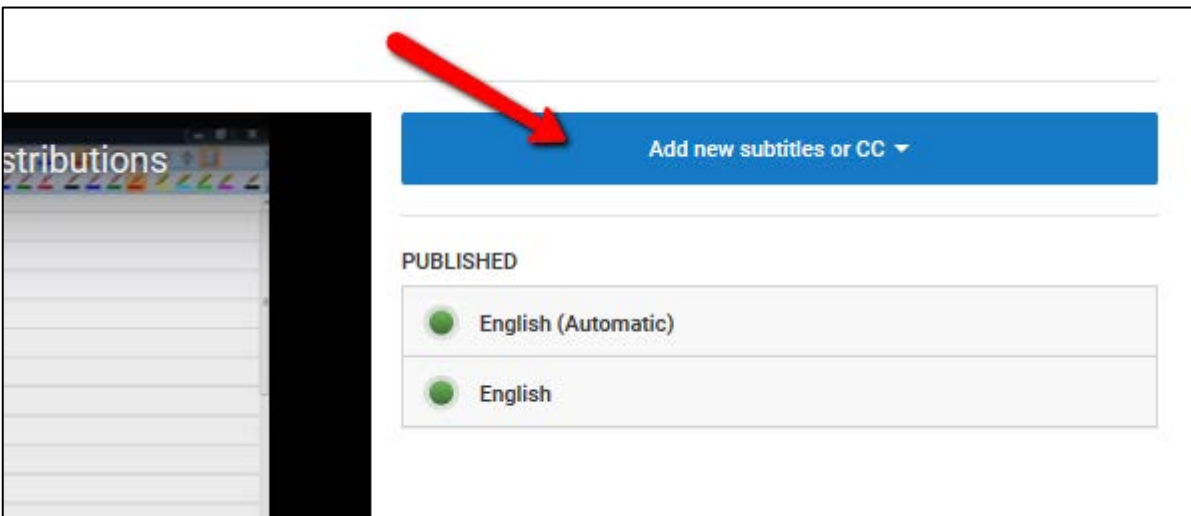 stributions
Add new subtitles or CC
PUBLISHED
English (Automatic)
English